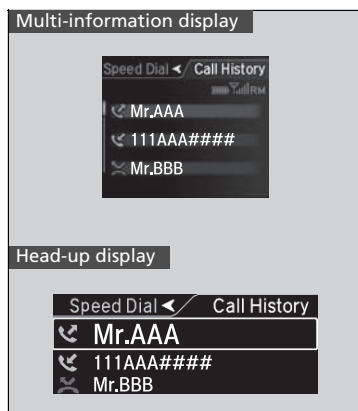 Multi-information display
Speed Dial Call History
RM
Mr.AAA
111AAA####
Mr.BBB
Head-up display
Speed Dial Call History
Mr.AAA
111AAA####
Mr.BBB